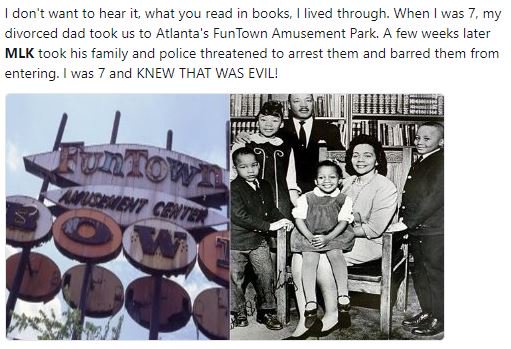 I don't want to hear it, what you read in books, I lived through. When I was 7, my
divorced dad took us to Atlanta's FunTown Amusement Park. A few weeks later
MLK took his family and police threatened to arrest them and barred them from
entering. I was 7 and KNEW THAT WAS EVIL!
FUNTOWN
AMUSEMENT CENTER
BOW